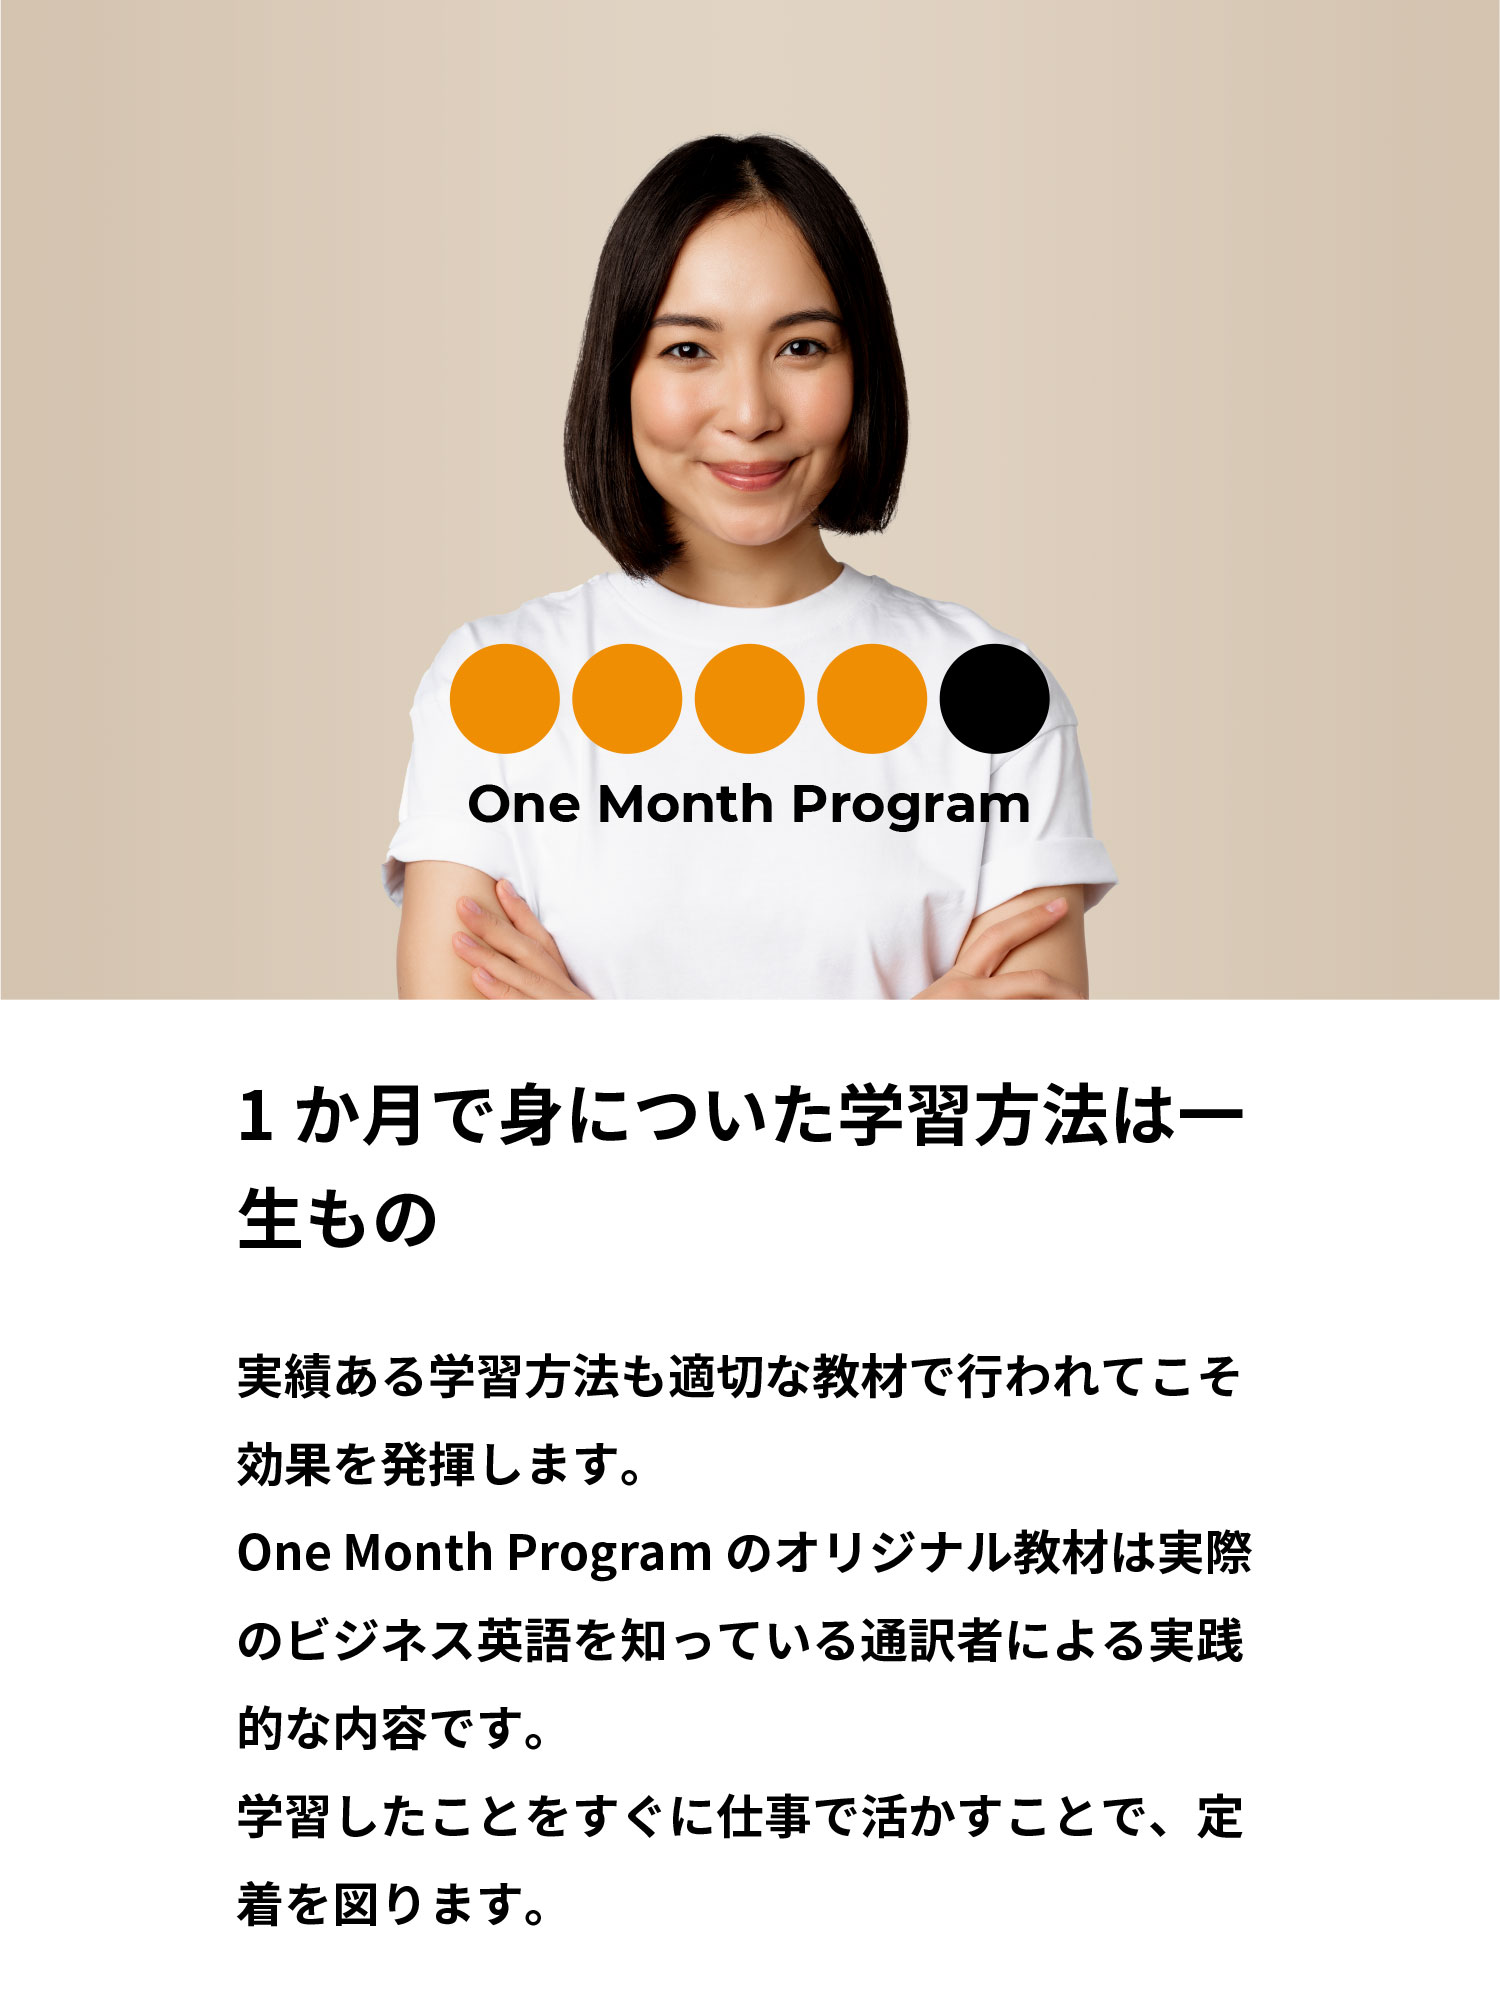 One Month Program
1 か月で身についた学習方法は一
生もの
実績ある学習方法も適切な教材で行われてこそ
効果を発揮します。
One Month Program のオリジナル教材は実際
のビジネス英語を知っている通訳者による実践
的な内容です。
学習したことをすぐに仕事で活かすことで、定
着を図ります。